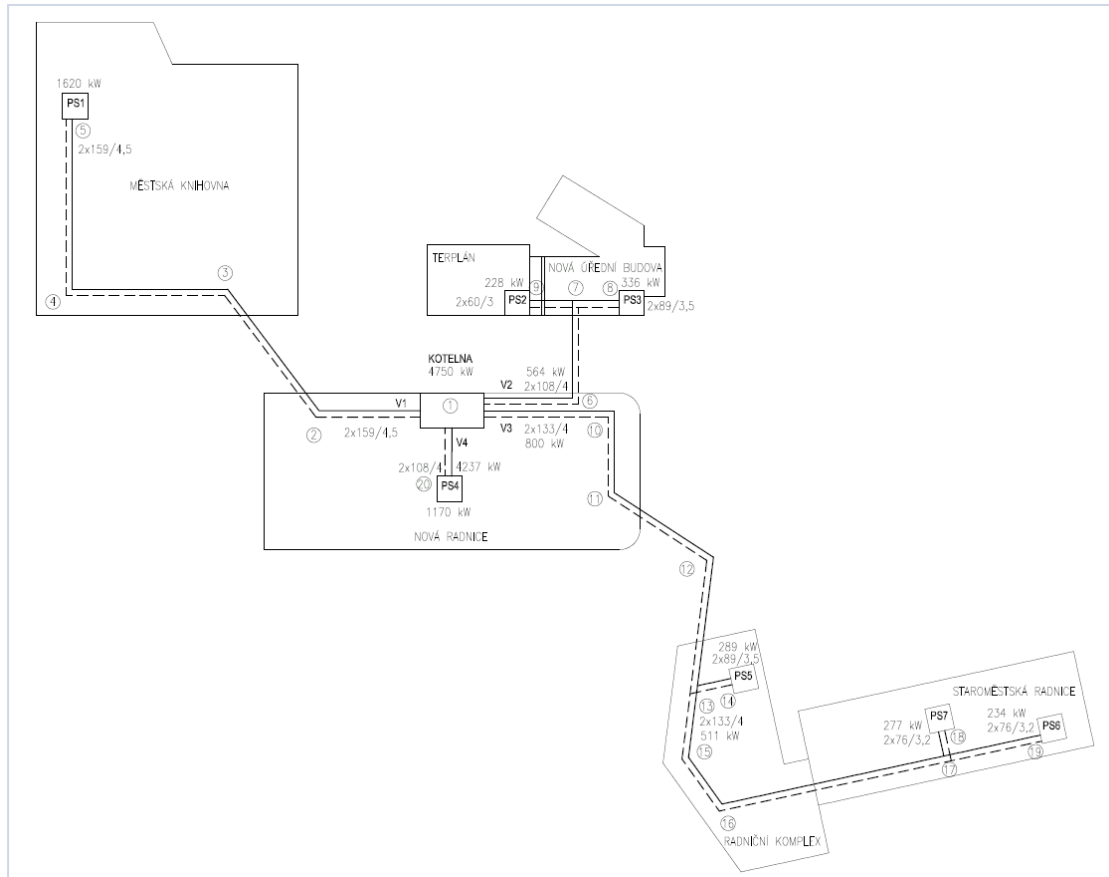 1620 kW
PS1
5
2x159/4,5
MĚSTSKÁ KNIHOVNA
3
4
TERPLÁN
NOVÁ ÚŘEDNÍ BUDOVA
228 kW
9
7
8
336 kW
PS2
PS3
2x60/3
2x89/3,5
KOTELNA
4750 kW
V2
564 kW
2x108/4
V1
1
6
2
2x159/4,5
V3
2x133/4
800 kW
10
V4
2x108/4
4237 kW
20
PS4
1170 kW
11
NOVÁ RADNICE
12
289 kW
2x89/3,5
PS5
13
14
2x133/4
511 kW
15
STAROMĚSTSKÁ RADNICE
277 kW
2x76/3,2
PS7
18
234 kW
2x76/3,2
PS6
17
19
16
RADNIČNÍ KOMPLEX